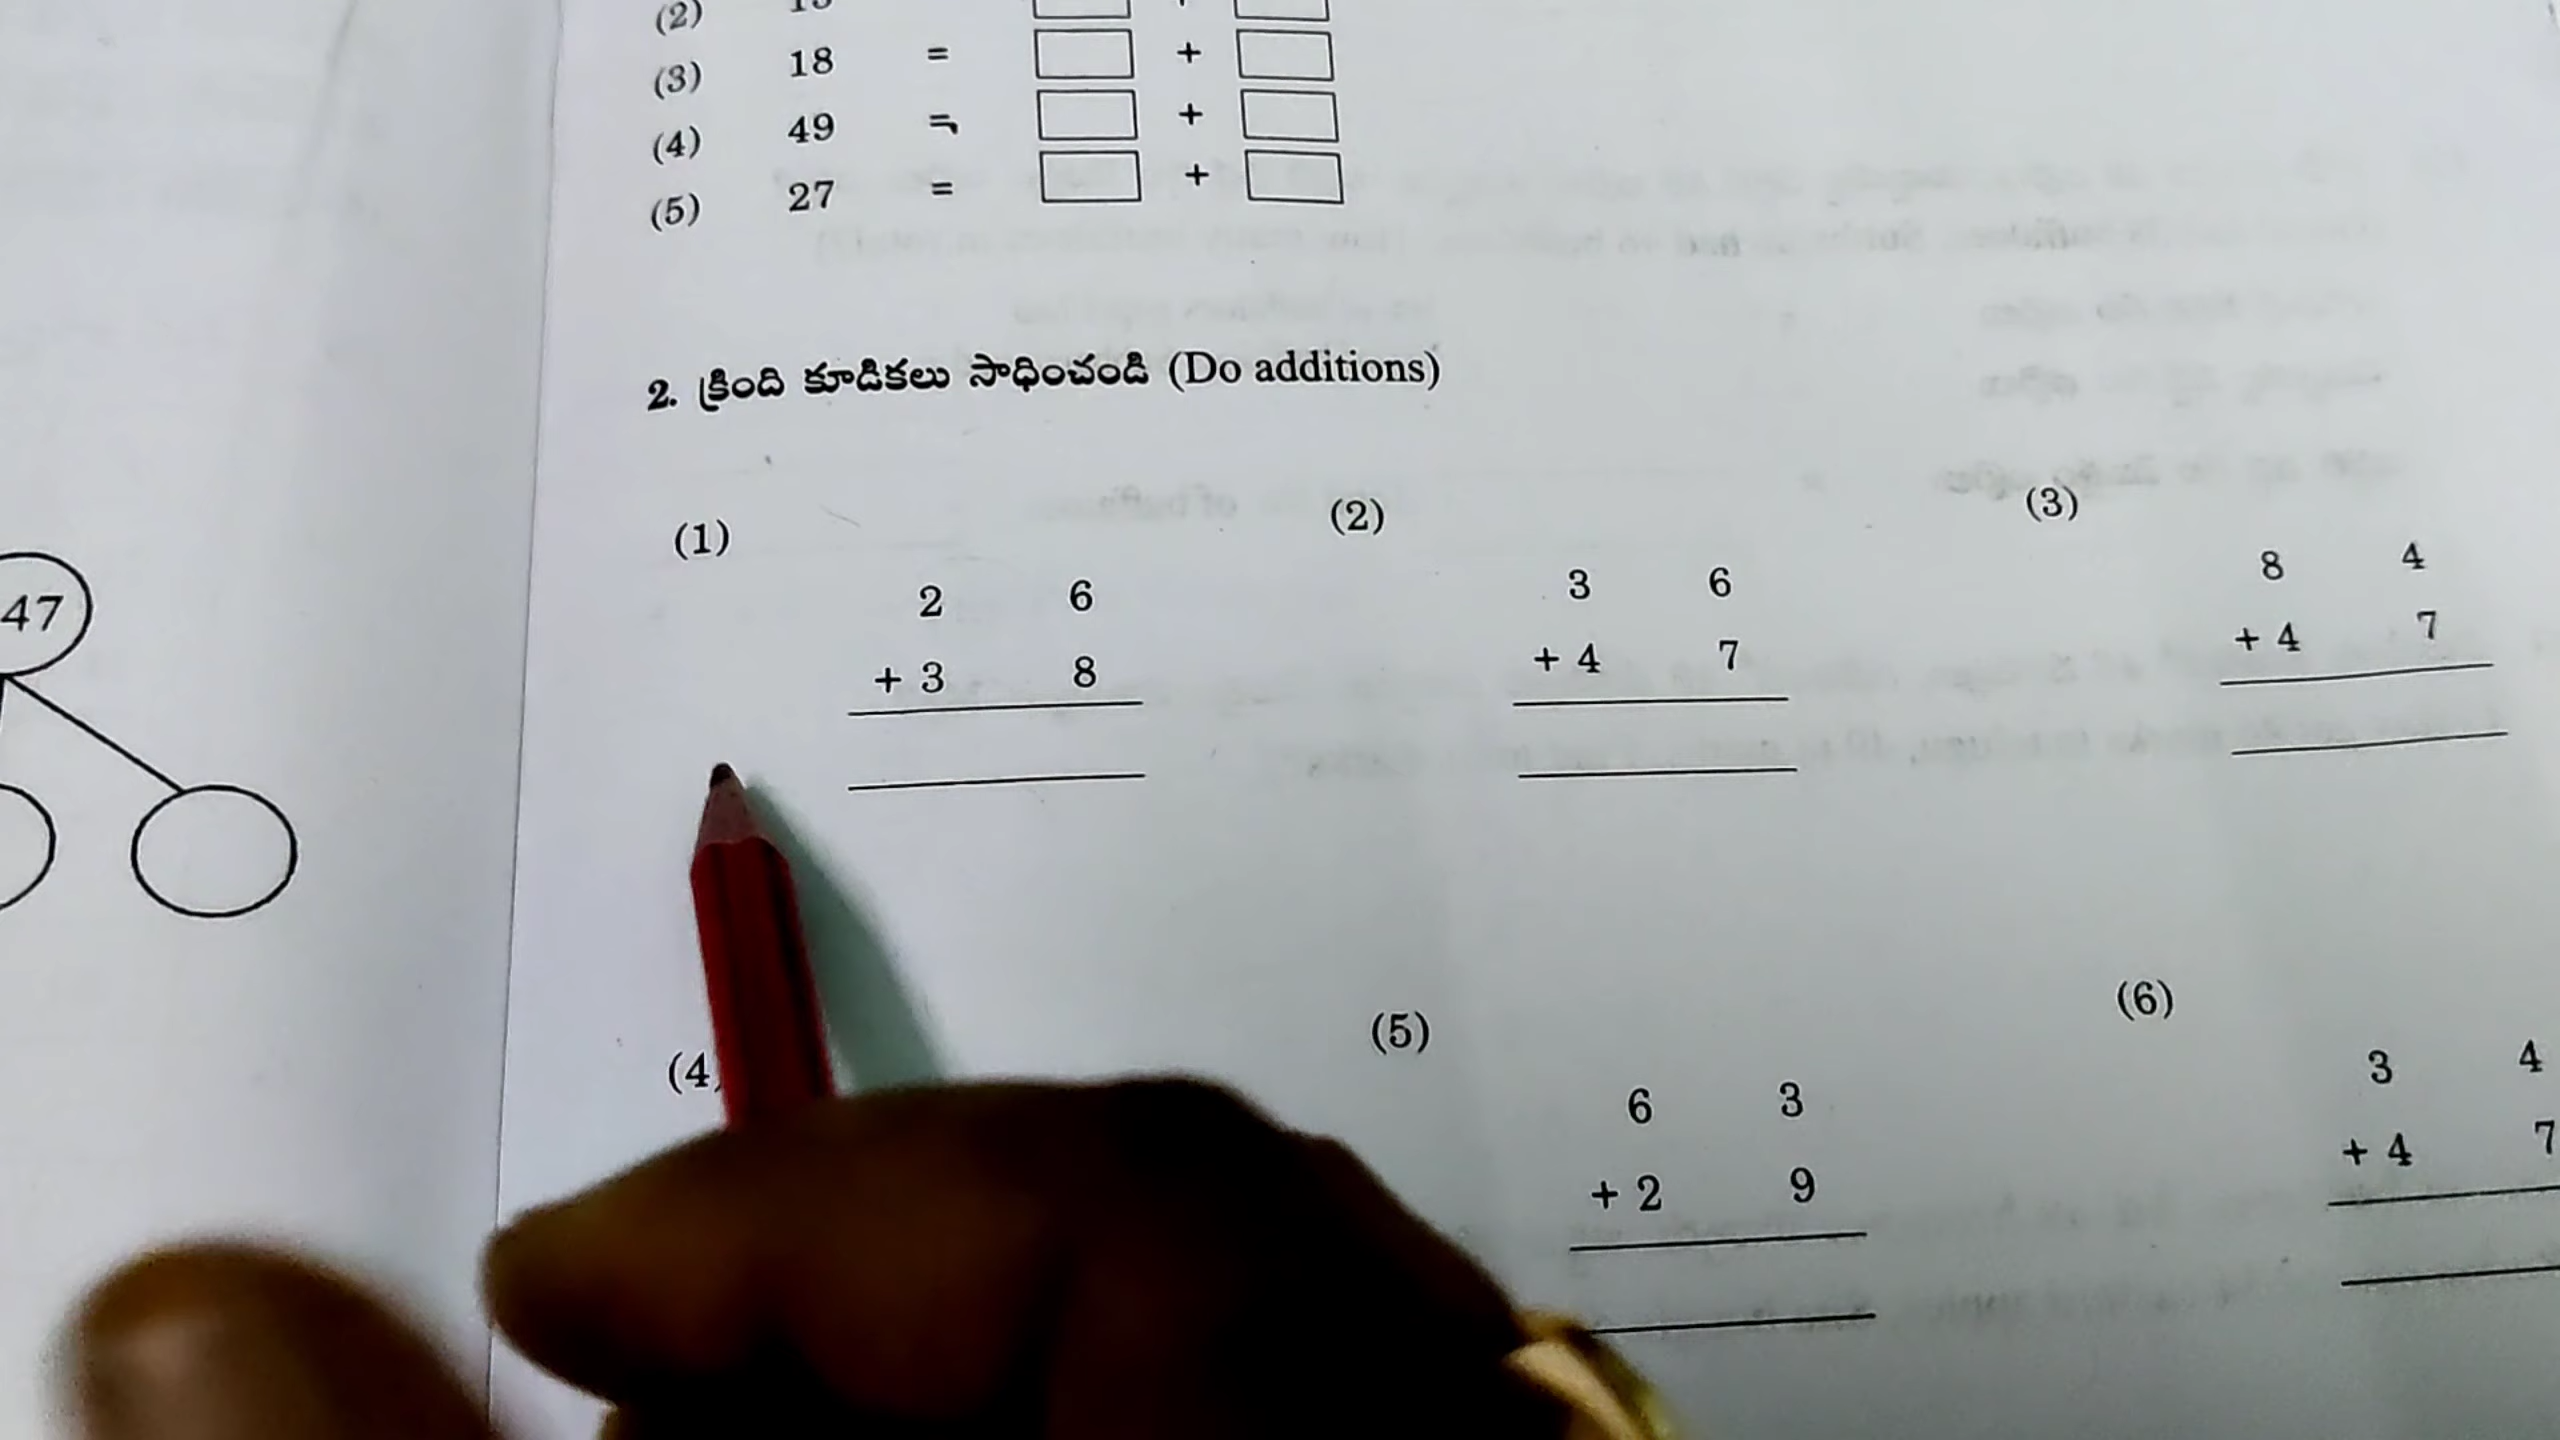 (2)
(3) 18 = +
(4) 49 = +
(5) 27 = +
2. క్రింది కూడికలు సాధించండి (Do additions)
(1) (2) (3)
2 6 3 6 8 4
+ 3 8 + 4 7 + 4 7
47
(4 (5) (6)
6 3 3 4
+ 2 9 + 4 7